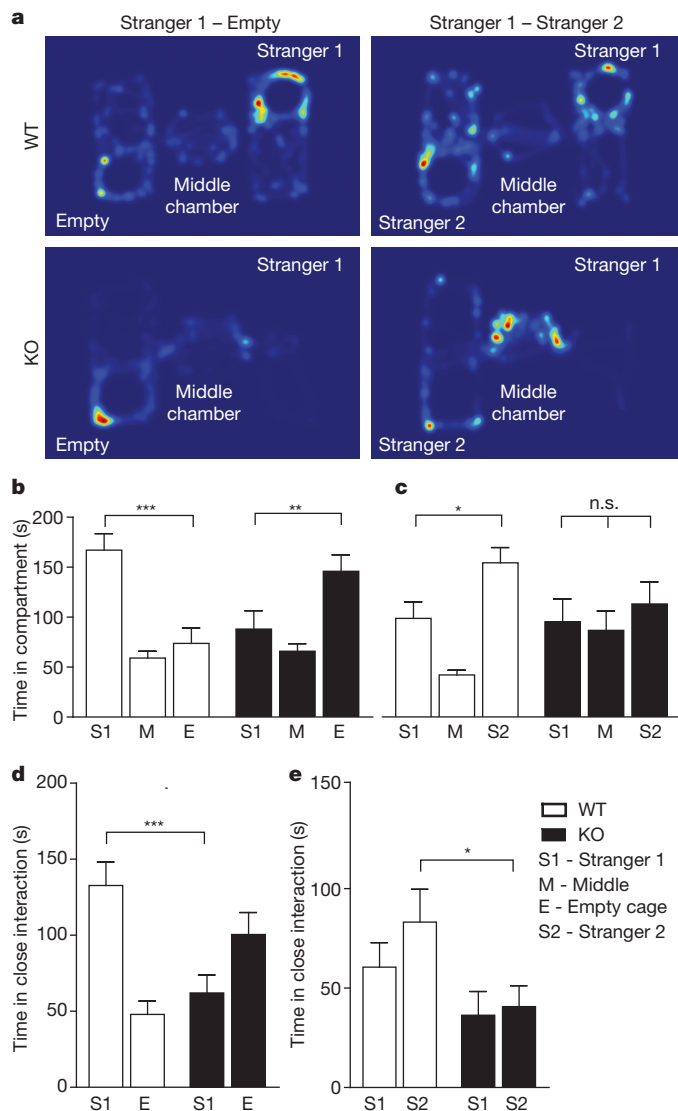 a
Stranger 1 – Empty
Stranger 1 – Stranger 2
WT
Stranger 1
Middle
chamber
Empty
Stranger 1
Middle
chamber
Stranger 2
KO
Stranger 1
Middle
chamber
Empty
Stranger 1
Middle
chamber
Stranger 2
b
Time in compartment (s)
200
150
100
50
0
***
**
S1 M E S1 M E
c
*
n.s.
S1 M S2 S1 M S2
d
Time in close interaction (s)
200
150
100
50
0
***
S1 E S1 E
e
Time in close interaction (s)
150
100
50
0
*
S1 S2 S1 S2
WT
KO
S1 - Stranger 1
M - Middle
E - Empty cage
S2 - Stranger 2